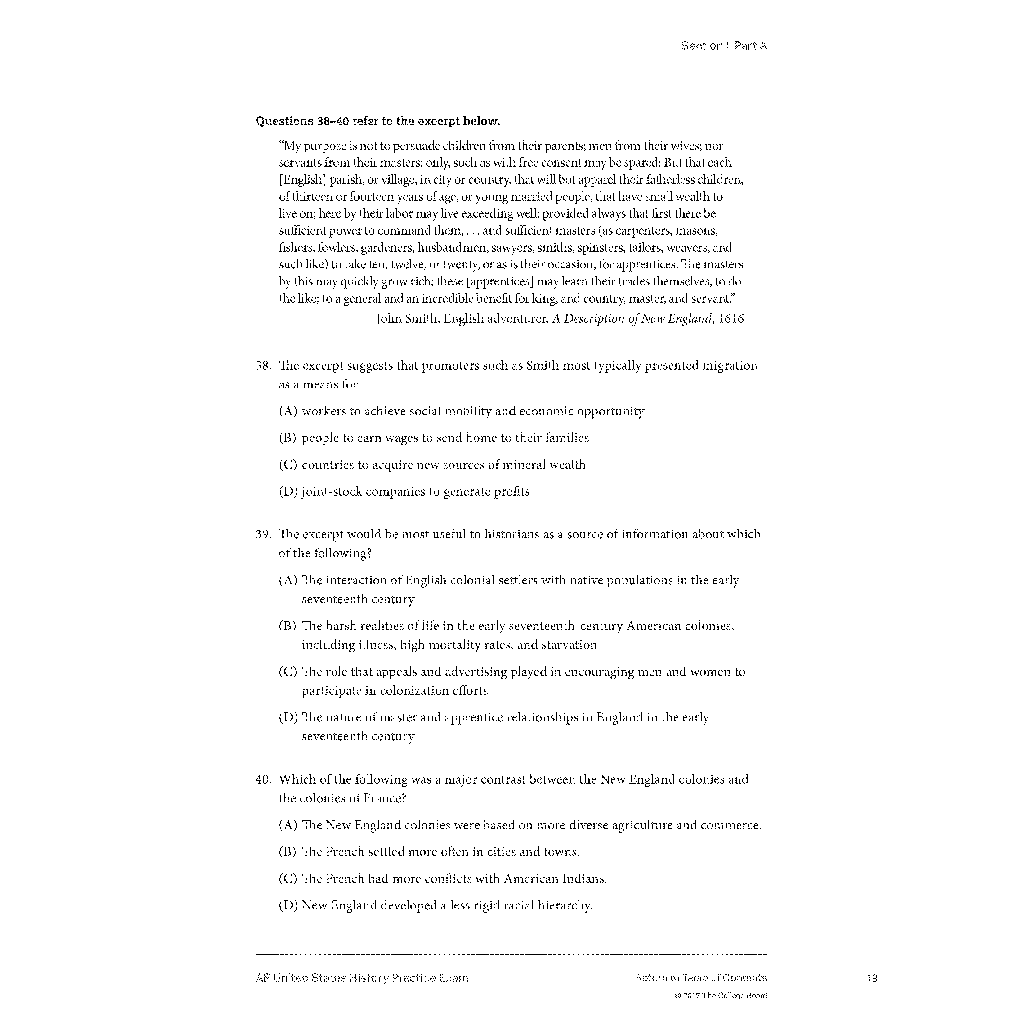 Section I Part A
Questions 38–40 refer to the excerpt below.
“My purpose is not to persuade children from their parents; men from their wives; nor
servants from their masters: only, such as with free consent may be spared: But that each
[English] parish, or village, in city or country, that will but apparel their fatherless children,
of thirteen or fourteen years of age, or young married people, that have small wealth to
live on; here by their labor may live exceeding well: provided always that first there be
sufficient power to command them, . . . and sufficient masters (as carpenters, masons,
fishers, fowlers, gardeners, husbandmen, sawyers, smiths, spinsters, tailors, weavers, and
such like) to take ten, twelve, or twenty, or as is their occasion, for apprentices. The masters
by this may quickly grow rich; these [apprentices] may learn their trades themselves, to do
the like; to a general and an incredible benefit for king, and country, master, and servant.”
John Smith, English adventurer, A Description of New England, 1616
38. The excerpt suggests that promoters such as Smith most typically presented migration
as a means for
(A) workers to achieve social mobility and economic opportunity
(B) people to earn wages to send home to their families
(C) countries to acquire new sources of mineral wealth
(D) joint-stock companies to generate profits
39. The excerpt would be most useful to historians as a source of information about which
of the following?
(A) The interaction of English colonial settlers with native populations in the early
seventeenth century
(B) The harsh realities of life in the early seventeenth-century American colonies,
including illness, high mortality rates, and starvation
(C) The role that appeals and advertising played in encouraging men and women to
participate in colonization efforts
(D) The nature of master and apprentice relationships in England in the early
seventeenth century
40. Which of the following was a major contrast between the New England colonies and
the colonies of France?
(A) The New England colonies were based on more diverse agriculture and commerce.
(B) The French settled more often in cities and towns.
(C) The French had more conflicts with American Indians.
(D) New England developed a less rigid racial hierarchy.
AP United States History Practice Exam
Return to Table of Contents
© 2017 The College Board